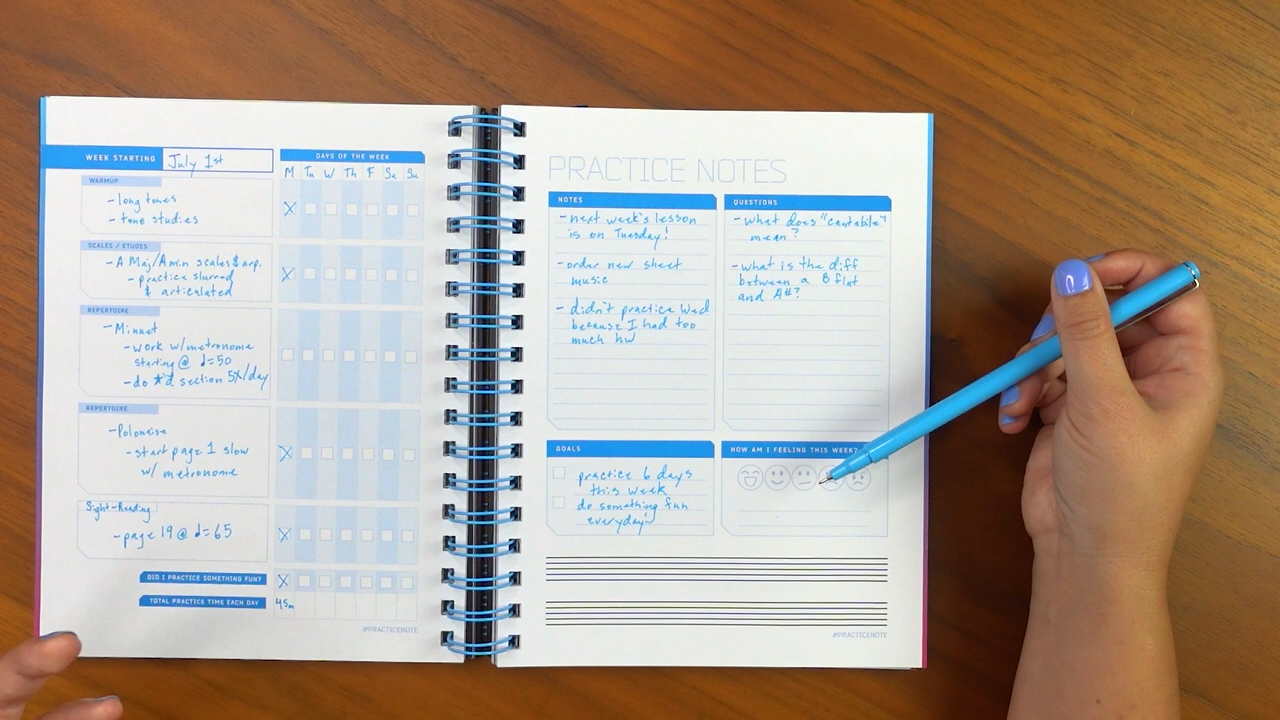 WEEK STARTING July 1st
DAYS OF THE WEEK
M Tu W Th F Sa Su
WARMUP
- long tones
- tone studies
SCALES / ETUDES
- A Maj/A min scales & arp.
- practice slurred
& articulated
REPERTOIRE
- Minuet
- work w/metronome
starting @ ♩=50
- do ★'d section 5x/day
REPERTOIRE
- Polonaise
- start page 1 slow
w/ metronome
Sight-Reading
- page 19 @ ♩=65
DID I PRACTICE SOMETHING FUN?
TOTAL PRACTICE TIME EACH DAY 45m
#PRACTICENOTE
PRACTICE NOTES
NOTES
- next week's lesson
is on Tuesday!
- order new sheet
music
- didn't practice Wed
because I had too
much hw
QUESTIONS
- what does "cantabile"
mean?
- what is the diff
between a B flat
and A#?
GOALS
practice 6 days
this week
do something fun
everyday!
HOW AM I FEELING THIS WEEK?
#PRACTICENOTE